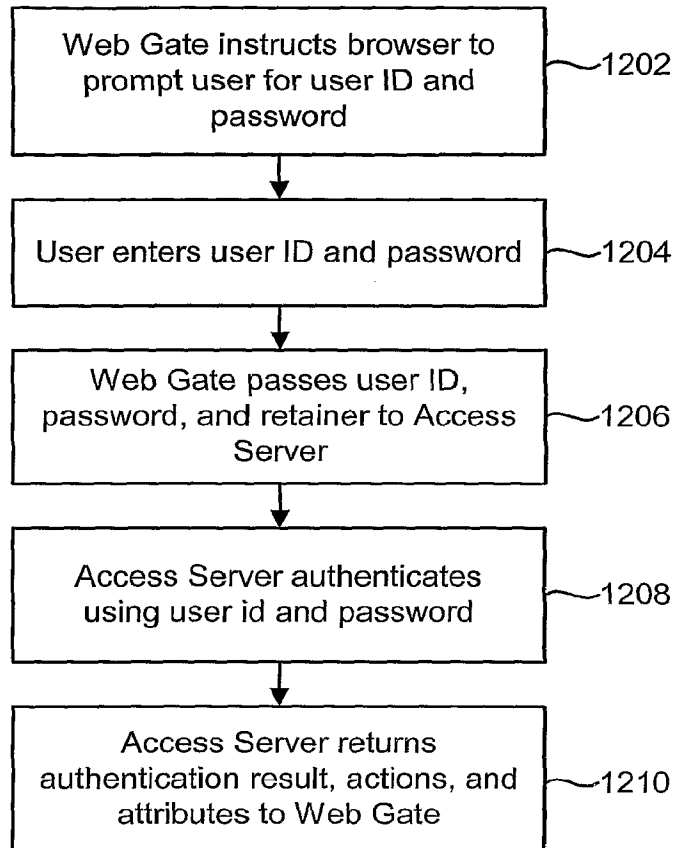 Web Gate instructs browser to
prompt user for user ID and
password
1202
User enters user ID and password
1204
Web Gate passes user ID,
password, and retainer to Access
Server
1206
Access Server authenticates
using user id and password
1208
Access Server returns
authentication result, actions, and
attributes to Web Gate
1210